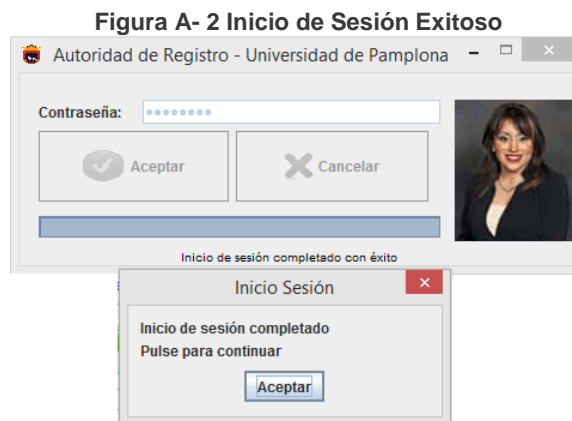 Figura A- 2 Inicio de Sesión Exitoso
Autoridad de Registro - Universidad de Pamplona
Contraseña:
Aceptar Cancelar
Inicio de sesión completado con éxito
Inicio Sesión
Inicio de sesión completado
Pulse para continuar
Aceptar